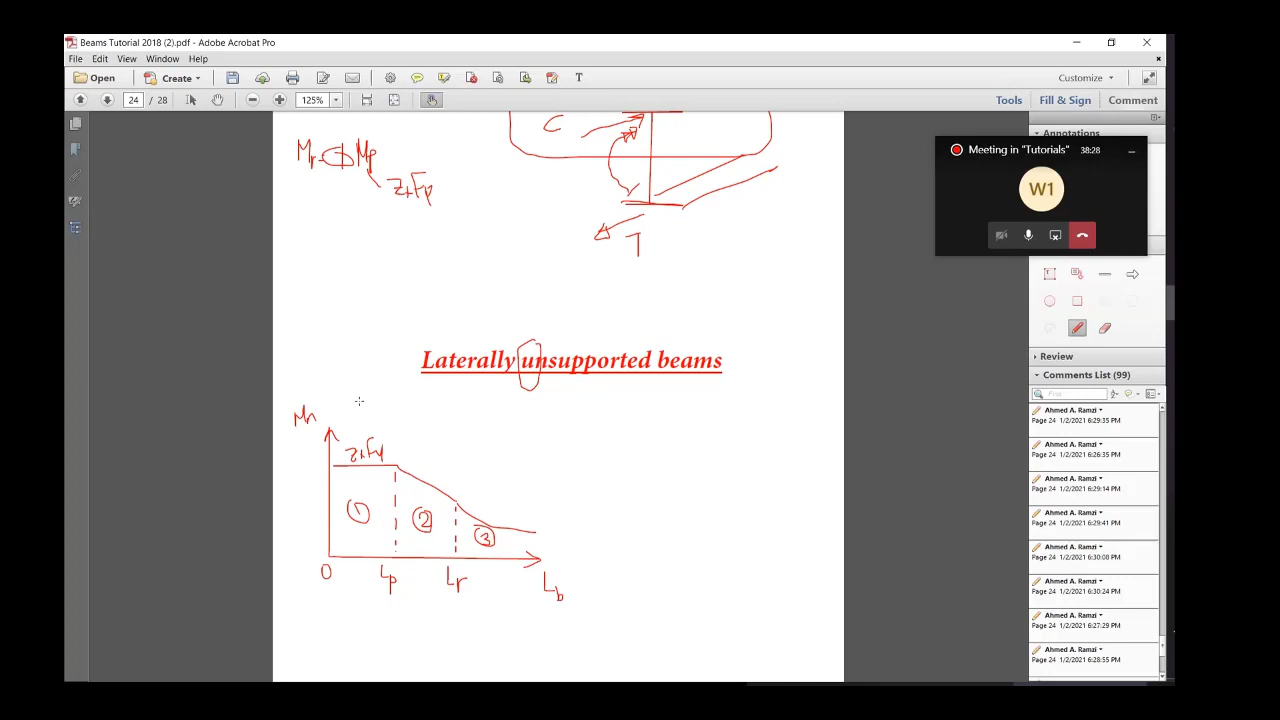 Beams Tutorial 2018 (2).pdf - Adobe Acrobat Pro
File Edit View Window Help
Open Create Customize
24 / 28 125% Tools Fill & Sign Comment
Annotations
Meeting in "Tutorials" 38:28
W1
C
T
Laterally unsupported beams
Mn
ZxFy
1 2 3
0 Lp Lr Lb
T
Review
Comments List (99)
Find
Ahmed A. Ramzi
Page 24 1/2/2021 6:29:35 PM
Ahmed A. Ramzi
Page 24 1/2/2021 6:26:35 PM
Ahmed A. Ramzi
Page 24 1/2/2021 6:29:14 PM
Ahmed A. Ramzi
Page 24 1/2/2021 6:29:41 PM
Ahmed A. Ramzi
Page 24 1/2/2021 6:30:08 PM
Ahmed A. Ramzi
Page 24 1/2/2021 6:30:24 PM
Ahmed A. Ramzi
Page 24 1/2/2021 6:27:29 PM
Ahmed A. Ramzi
Page 24 1/2/2021 6:28:55 PM